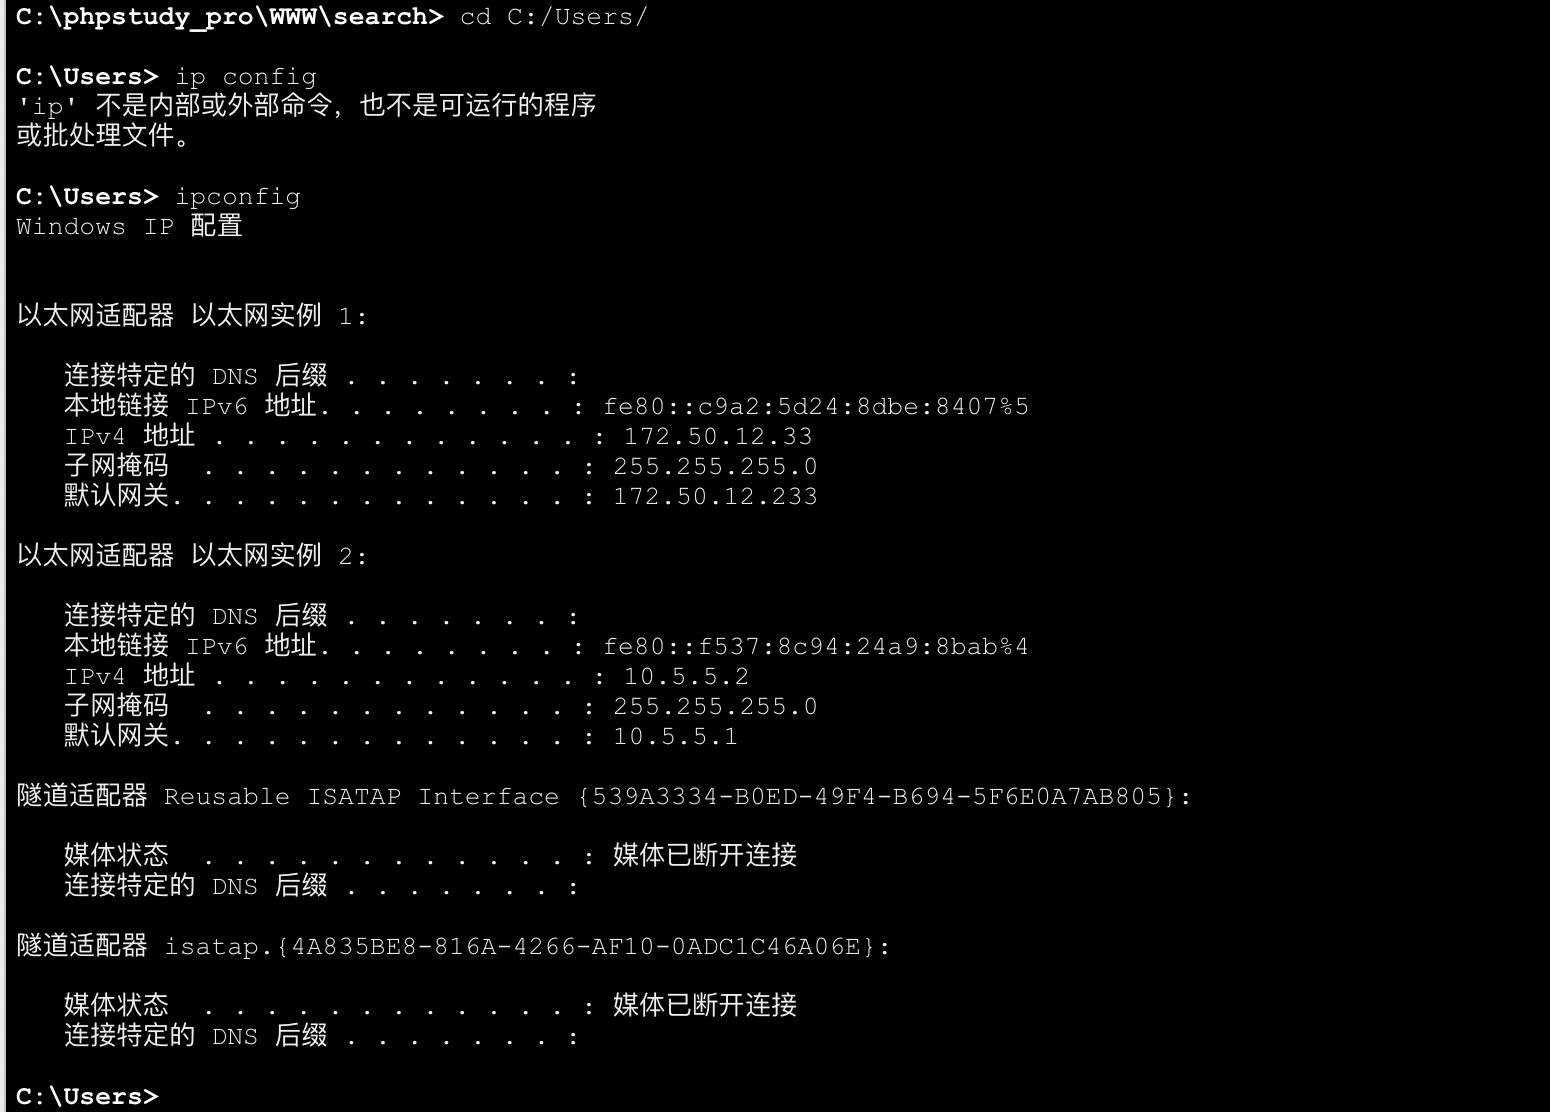 C:\phpstudy_pro\WWW\search> cd C:/Users/
C:\Users> ip config
'ip' 不是内部或外部命令，也不是可运行的程序
或批处理文件。
C:\Users> ipconfig
Windows IP 配置
以太网适配器 以太网实例 1:
连接特定的 DNS 后缀 . . . . . . . :
本地链接 IPv6 地址. . . . . . . . : fe80::c9a2:5d24:8dbe:8407%5
IPv4 地址 . . . . . . . . . . . . : 172.50.12.33
子网掩码  . . . . . . . . . . . . : 255.255.255.0
默认网关. . . . . . . . . . . . . : 172.50.12.233
以太网适配器 以太网实例 2:
连接特定的 DNS 后缀 . . . . . . . :
本地链接 IPv6 地址. . . . . . . . : fe80::f537:8c94:24a9:8bab%4
IPv4 地址 . . . . . . . . . . . . : 10.5.5.2
子网掩码  . . . . . . . . . . . . : 255.255.255.0
默认网关. . . . . . . . . . . . . : 10.5.5.1
隧道适配器 Reusable ISATAP Interface {539A3334-B0ED-49F4-B694-5F6E0A7AB805}:
媒体状态  . . . . . . . . . . . . : 媒体已断开连接
连接特定的 DNS 后缀 . . . . . . . :
隧道适配器 isatap.{4A835BE8-816A-4266-AF10-0ADC1C46A06E}:
媒体状态  . . . . . . . . . . . . : 媒体已断开连接
连接特定的 DNS 后缀 . . . . . . . :
C:\Users>